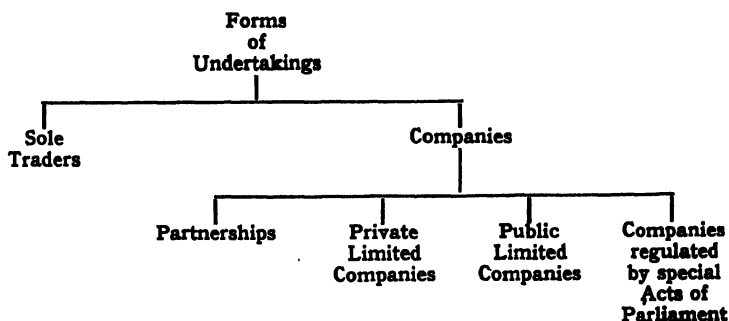 Forms
of
Undertakings
Sole
Traders
Companies
Partnerships
Private
Limited
Companies
Public
Limited
Companies
Companies
regulated
by special
Acts of
Parliament